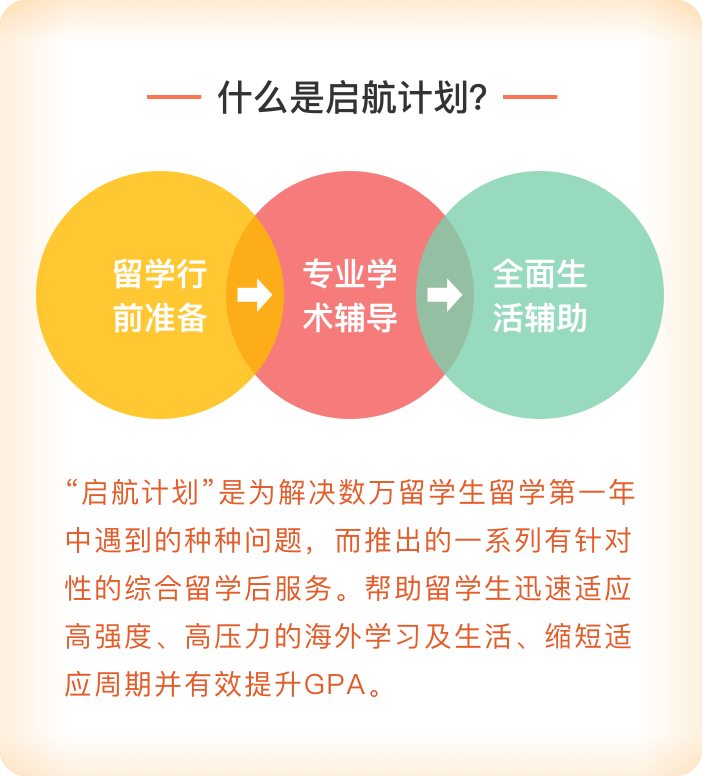 什么是启航计划?
留学行
前准备
专业学
术辅导
全面生
活辅助
“启航计划”是为解决数万留学生留学第一年
中遇到的种种问题，而推出的一系列有针对
性的综合留学后服务。帮助留学生迅速适应
高强度、高压力的海外学习及生活、缩短适
应周期并有效提升GPA。